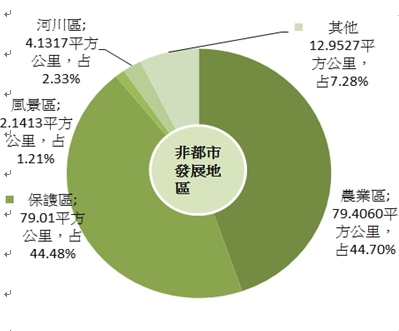 河川區;
4.1317平方
公里，占
2.33%
其他
12.9527平
方公里，
占7.28%
風景區;
2.1413平方
公里，占
1.21%
非都市
發展地
區
保護區;
79.01平方
公里，占
44.48%
農業區;
79.4060平
方公里，
占44.70%